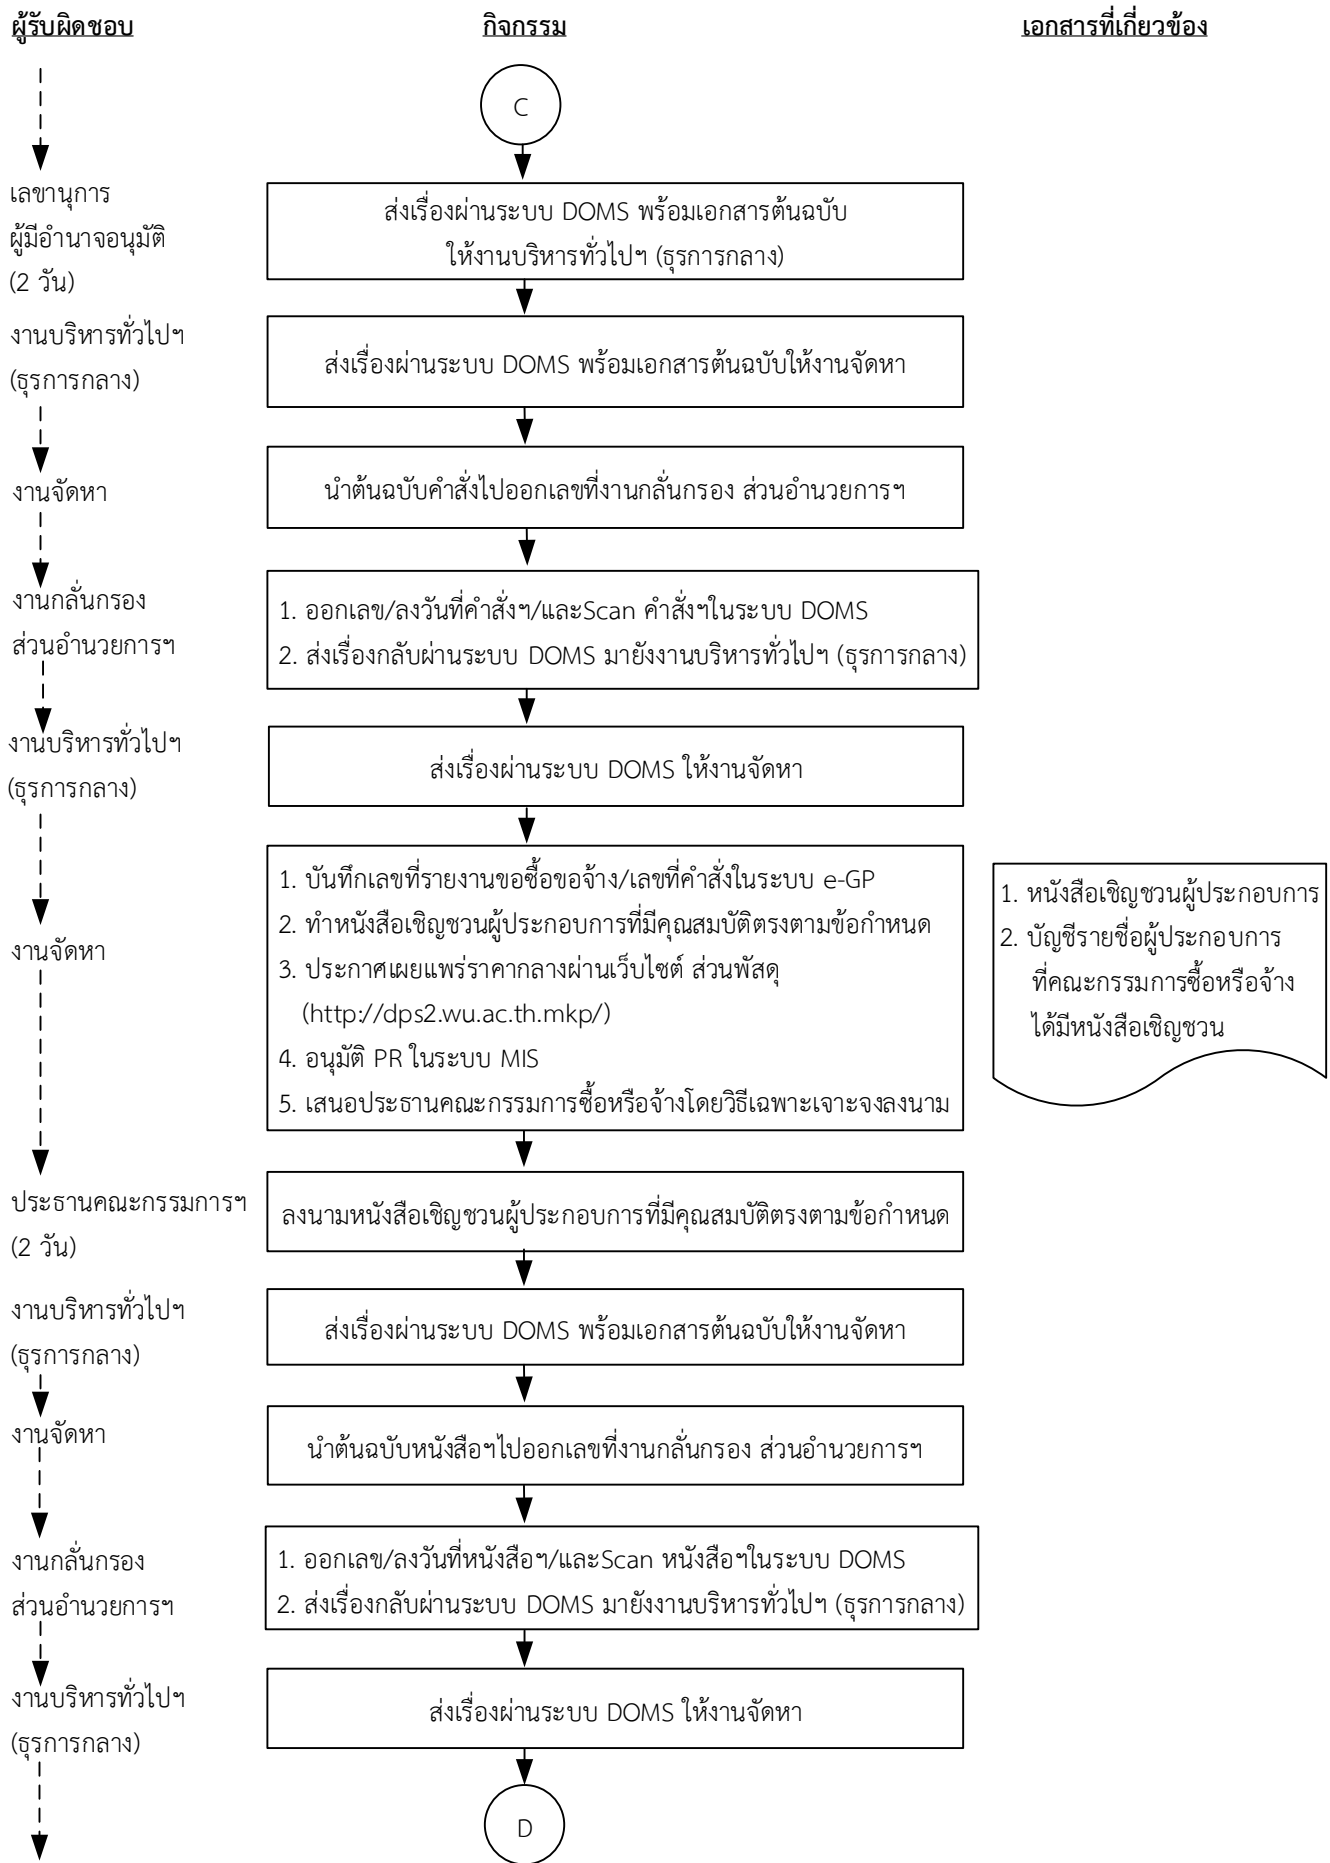 ผู้รับผิดชอบ
กิจกรรม
เอกสารที่เกี่ยวข้อง
C
เลขานุการ
ผู้มีอำนาจอนุมัติ
(2 วัน)
ส่งเรื่องผ่านระบบ DOMS พร้อมเอกสารต้นฉบับ
ให้งานบริหารทั่วไปฯ (ธุรการกลาง)
งานบริหารทั่วไปฯ
(ธุรการกลาง)
ส่งเรื่องผ่านระบบ DOMS พร้อมเอกสารต้นฉบับให้งานจัดหา
งานจัดหา
นำต้นฉบับคำสั่งไปออกเลขที่งานกลั่นกรอง ส่วนอำนวยการฯ
งานกลั่นกรอง
ส่วนอำนวยการฯ
1. ออกเลข/ลงวันที่คำสั่งฯ/และScan คำสั่งฯในระบบ DOMS
2. ส่งเรื่องกลับผ่านระบบ DOMS มายังงานบริหารทั่วไปฯ (ธุรการกลาง)
งานบริหารทั่วไปฯ
(ธุรการกลาง)
ส่งเรื่องผ่านระบบ DOMS ให้งานจัดหา
งานจัดหา
1. บันทึกเลขที่รายงานขอซื้อขอจ้าง/เลขที่คำสั่งในระบบ e-GP
2. ทำหนังสือเชิญชวนผู้ประกอบการที่มีคุณสมบัติตรงตามข้อกำหนด
3. ประกาศเผยแพร่ราคากลางผ่านเว็บไซต์ ส่วนพัสดุ
(http://dps2.wu.ac.th.mkp/)
4. อนุมัติ PR ในระบบ MIS
5. เสนอประธานคณะกรรมการซื้อหรือจ้างโดยวิธีเฉพาะเจาะจงลงนาม
1. หนังสือเชิญชวนผู้ประกอบการ
2. บัญชีรายชื่อผู้ประกอบการ
ที่คณะกรรมการซื้อหรือจ้าง
ได้มีหนังสือเชิญชวน
ประธานคณะกรรมการฯ
(2 วัน)
ลงนามหนังสือเชิญชวนผู้ประกอบการที่มีคุณสมบัติตรงตามข้อกำหนด
งานบริหารทั่วไปฯ
(ธุรการกลาง)
ส่งเรื่องผ่านระบบ DOMS พร้อมเอกสารต้นฉบับให้งานจัดหา
งานจัดหา
นำต้นฉบับหนังสือฯไปออกเลขที่งานกลั่นกรอง ส่วนอำนวยการฯ
งานกลั่นกรอง
ส่วนอำนวยการฯ
1. ออกเลข/ลงวันที่หนังสือฯ/และScan หนังสือฯในระบบ DOMS
2. ส่งเรื่องกลับผ่านระบบ DOMS มายังงานบริหารทั่วไปฯ (ธุรการกลาง)
งานบริหารทั่วไปฯ
(ธุรการกลาง)
ส่งเรื่องผ่านระบบ DOMS ให้งานจัดหา
D